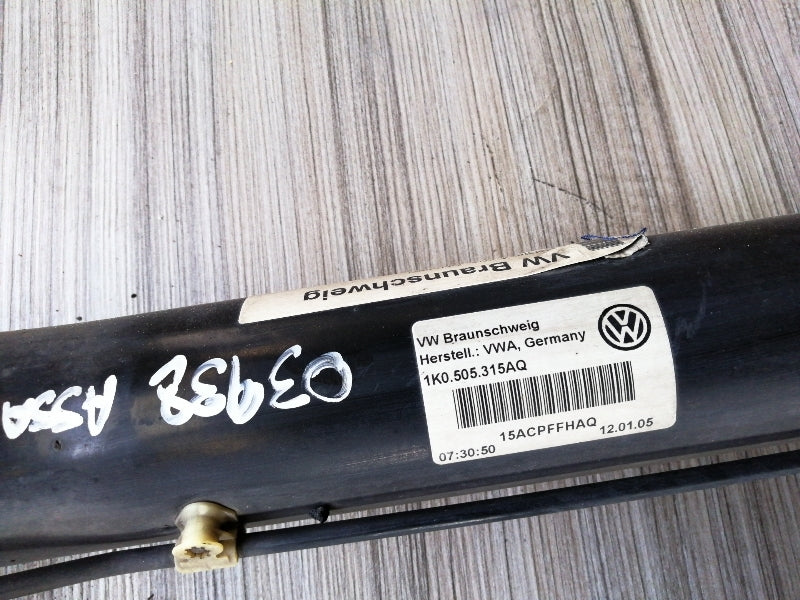 VW Braunschweig
VW Braunschweig
Herstell.: VWA, Germany
1K0.505.315AQ
15ACPFFHAQ
07:30:50
12.01.05
03938